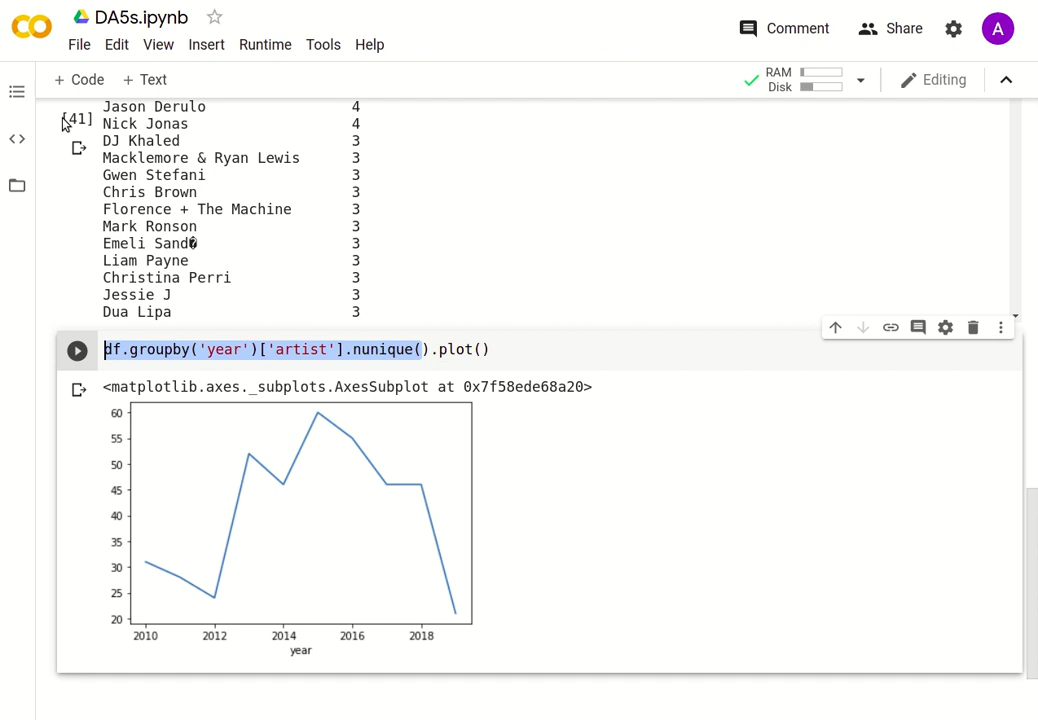 DA5s.ipynb
Comment
Share
A
File Edit View Insert Runtime Tools Help
+ Code + Text
RAM
Disk
Editing
[41]
Jason Derulo 4
Nick Jonas 4
DJ Khaled 3
Macklemore & Ryan Lewis 3
Gwen Stefani 3
Chris Brown 3
Florence + The Machine 3
Mark Ronson 3
Emeli Sand� 3
Liam Payne 3
Christina Perri 3
Jessie J 3
Dua Lipa 3
df.groupby('year')['artist'].nunique().plot()
<matplotlib.axes._subplots.AxesSubplot at 0x7f58ede68a20>
60
55
50
45
40
35
30
25
20
2010 2012 2014 2016 2018
year